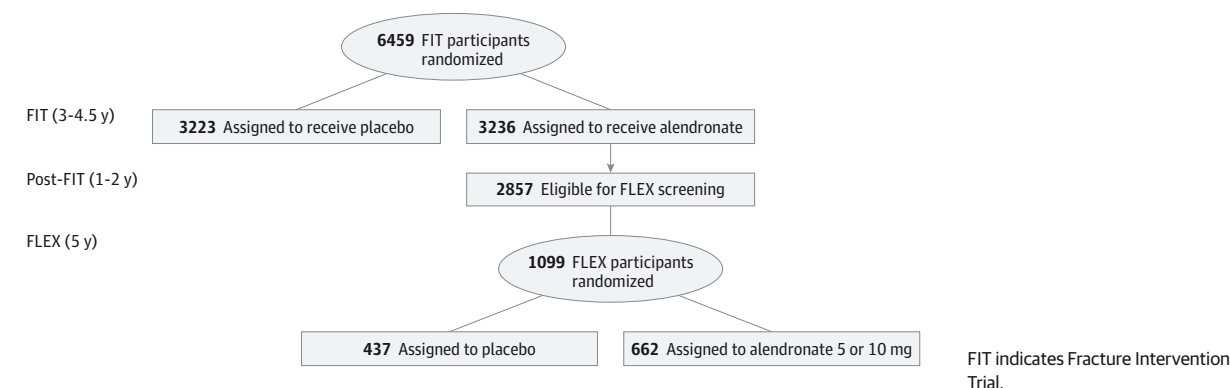 6459 FIT participants
randomized
FIT (3-4.5 y)
3223 Assigned to receive placebo
3236 Assigned to receive alendronate
Post-FIT (1-2 y)
2857 Eligible for FLEX screening
FLEX (5 y)
1099 FLEX participants
randomized
437 Assigned to placebo
662 Assigned to alendronate 5 or 10 mg
FIT indicates Fracture Intervention
Trial.